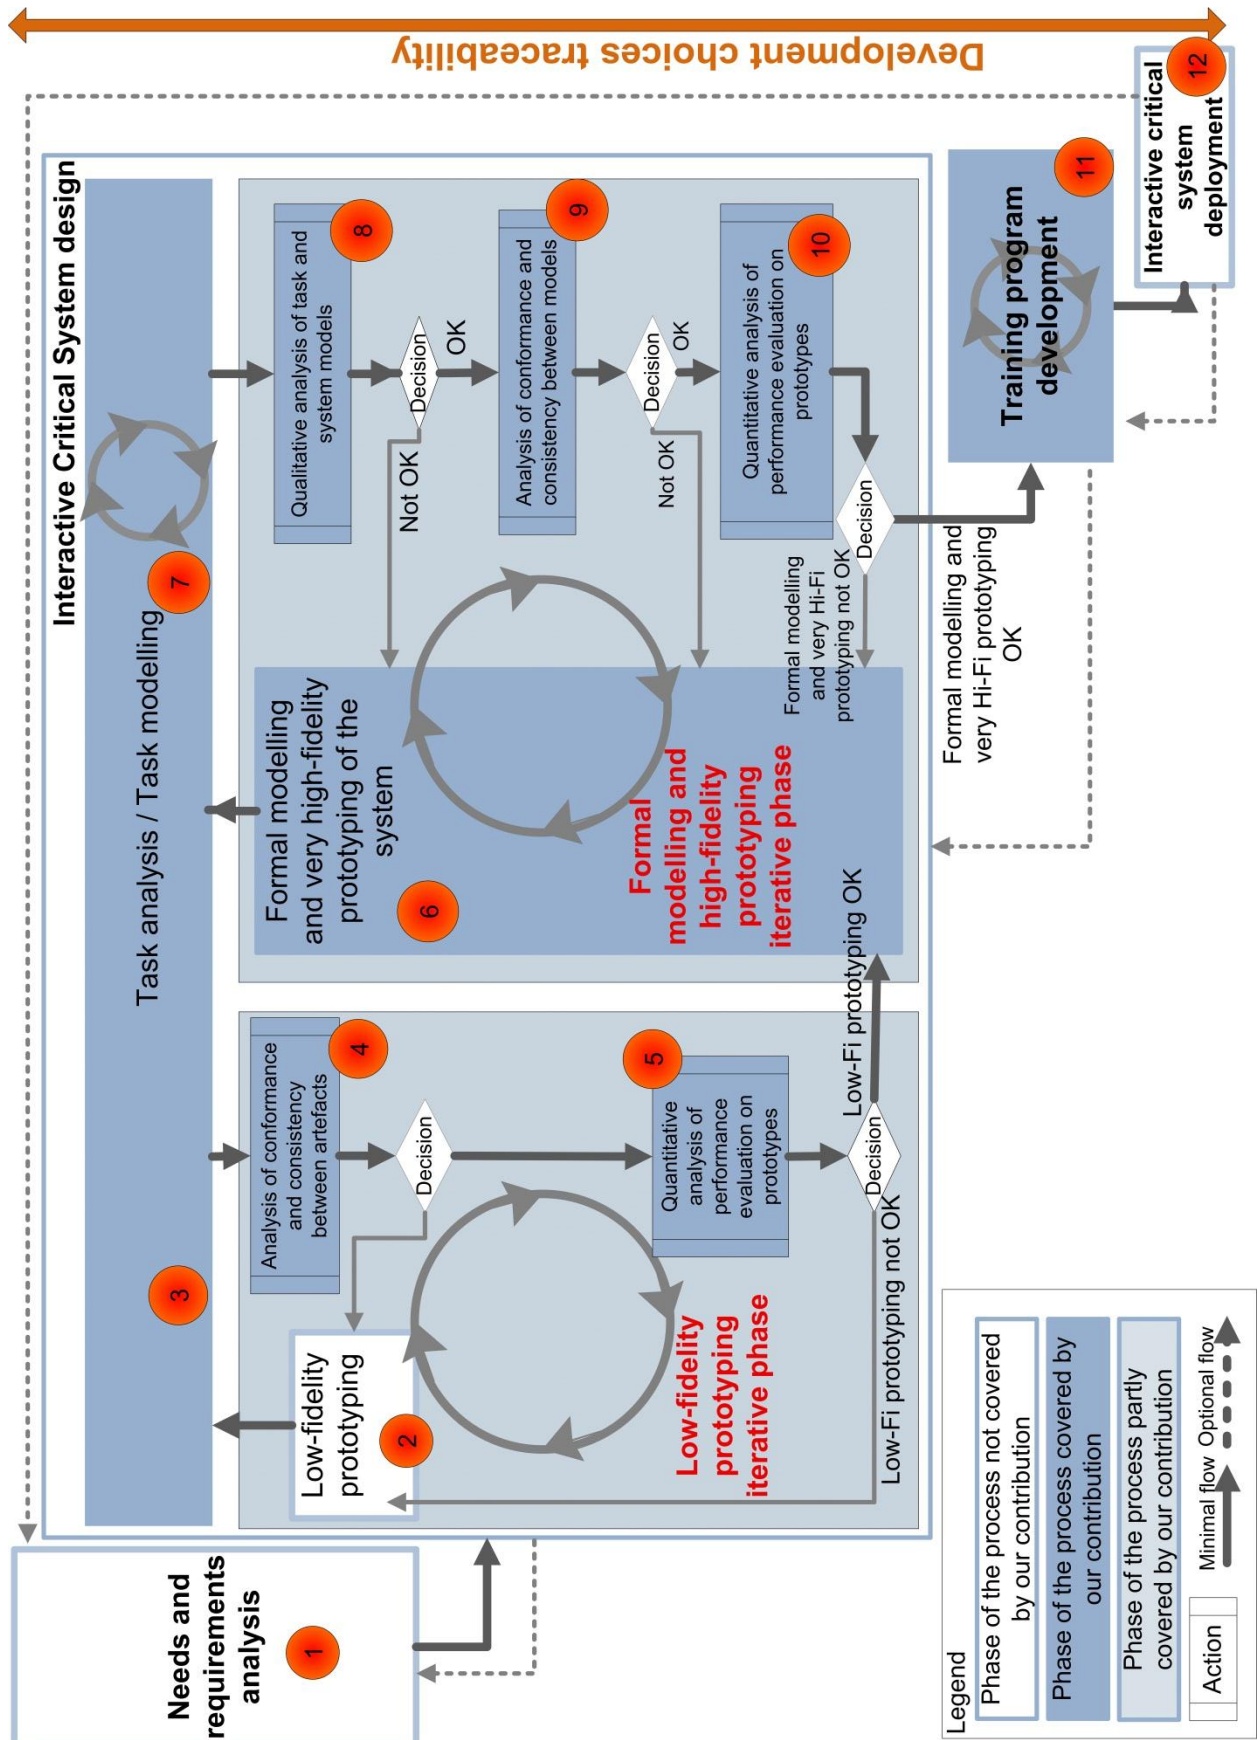 Development choices traceability
Needs and
requirements
analysis
1
Interactive Critical System design
Task analysis / Task modelling
3
7
Low-fidelity
prototyping
2
Analysis of conformance
and consistency
between artefacts
4
Decision
Low-fidelity
prototyping
iterative phase
Quantitative
analysis of
performance
evaluation on
prototypes
5
Decision
Low-Fi prototyping not OK
Low-Fi prototyping OK
Formal modelling
and very high-fidelity
prototyping of the
system
6
Formal
modelling and
high-fidelity
prototyping
iterative phase
Qualitative analysis of task and
system models
8
Decision
Not OK
OK
Analysis of conformance and
consistency between models
9
Decision
Not OK
OK
Quantitative analysis of
performance evaluation on
prototypes
10
Decision
Formal modelling
and very Hi-Fi
prototyping not OK
Formal modelling and
very Hi-Fi prototyping
OK
Training program
development
11
Interactive critical
system
deployment
12
Legend
Phase of the process not covered
by our contribution
Phase of the process covered by
our contribution
Phase of the process partly
covered by our contribution
Action
Minimal flow
Optional flow